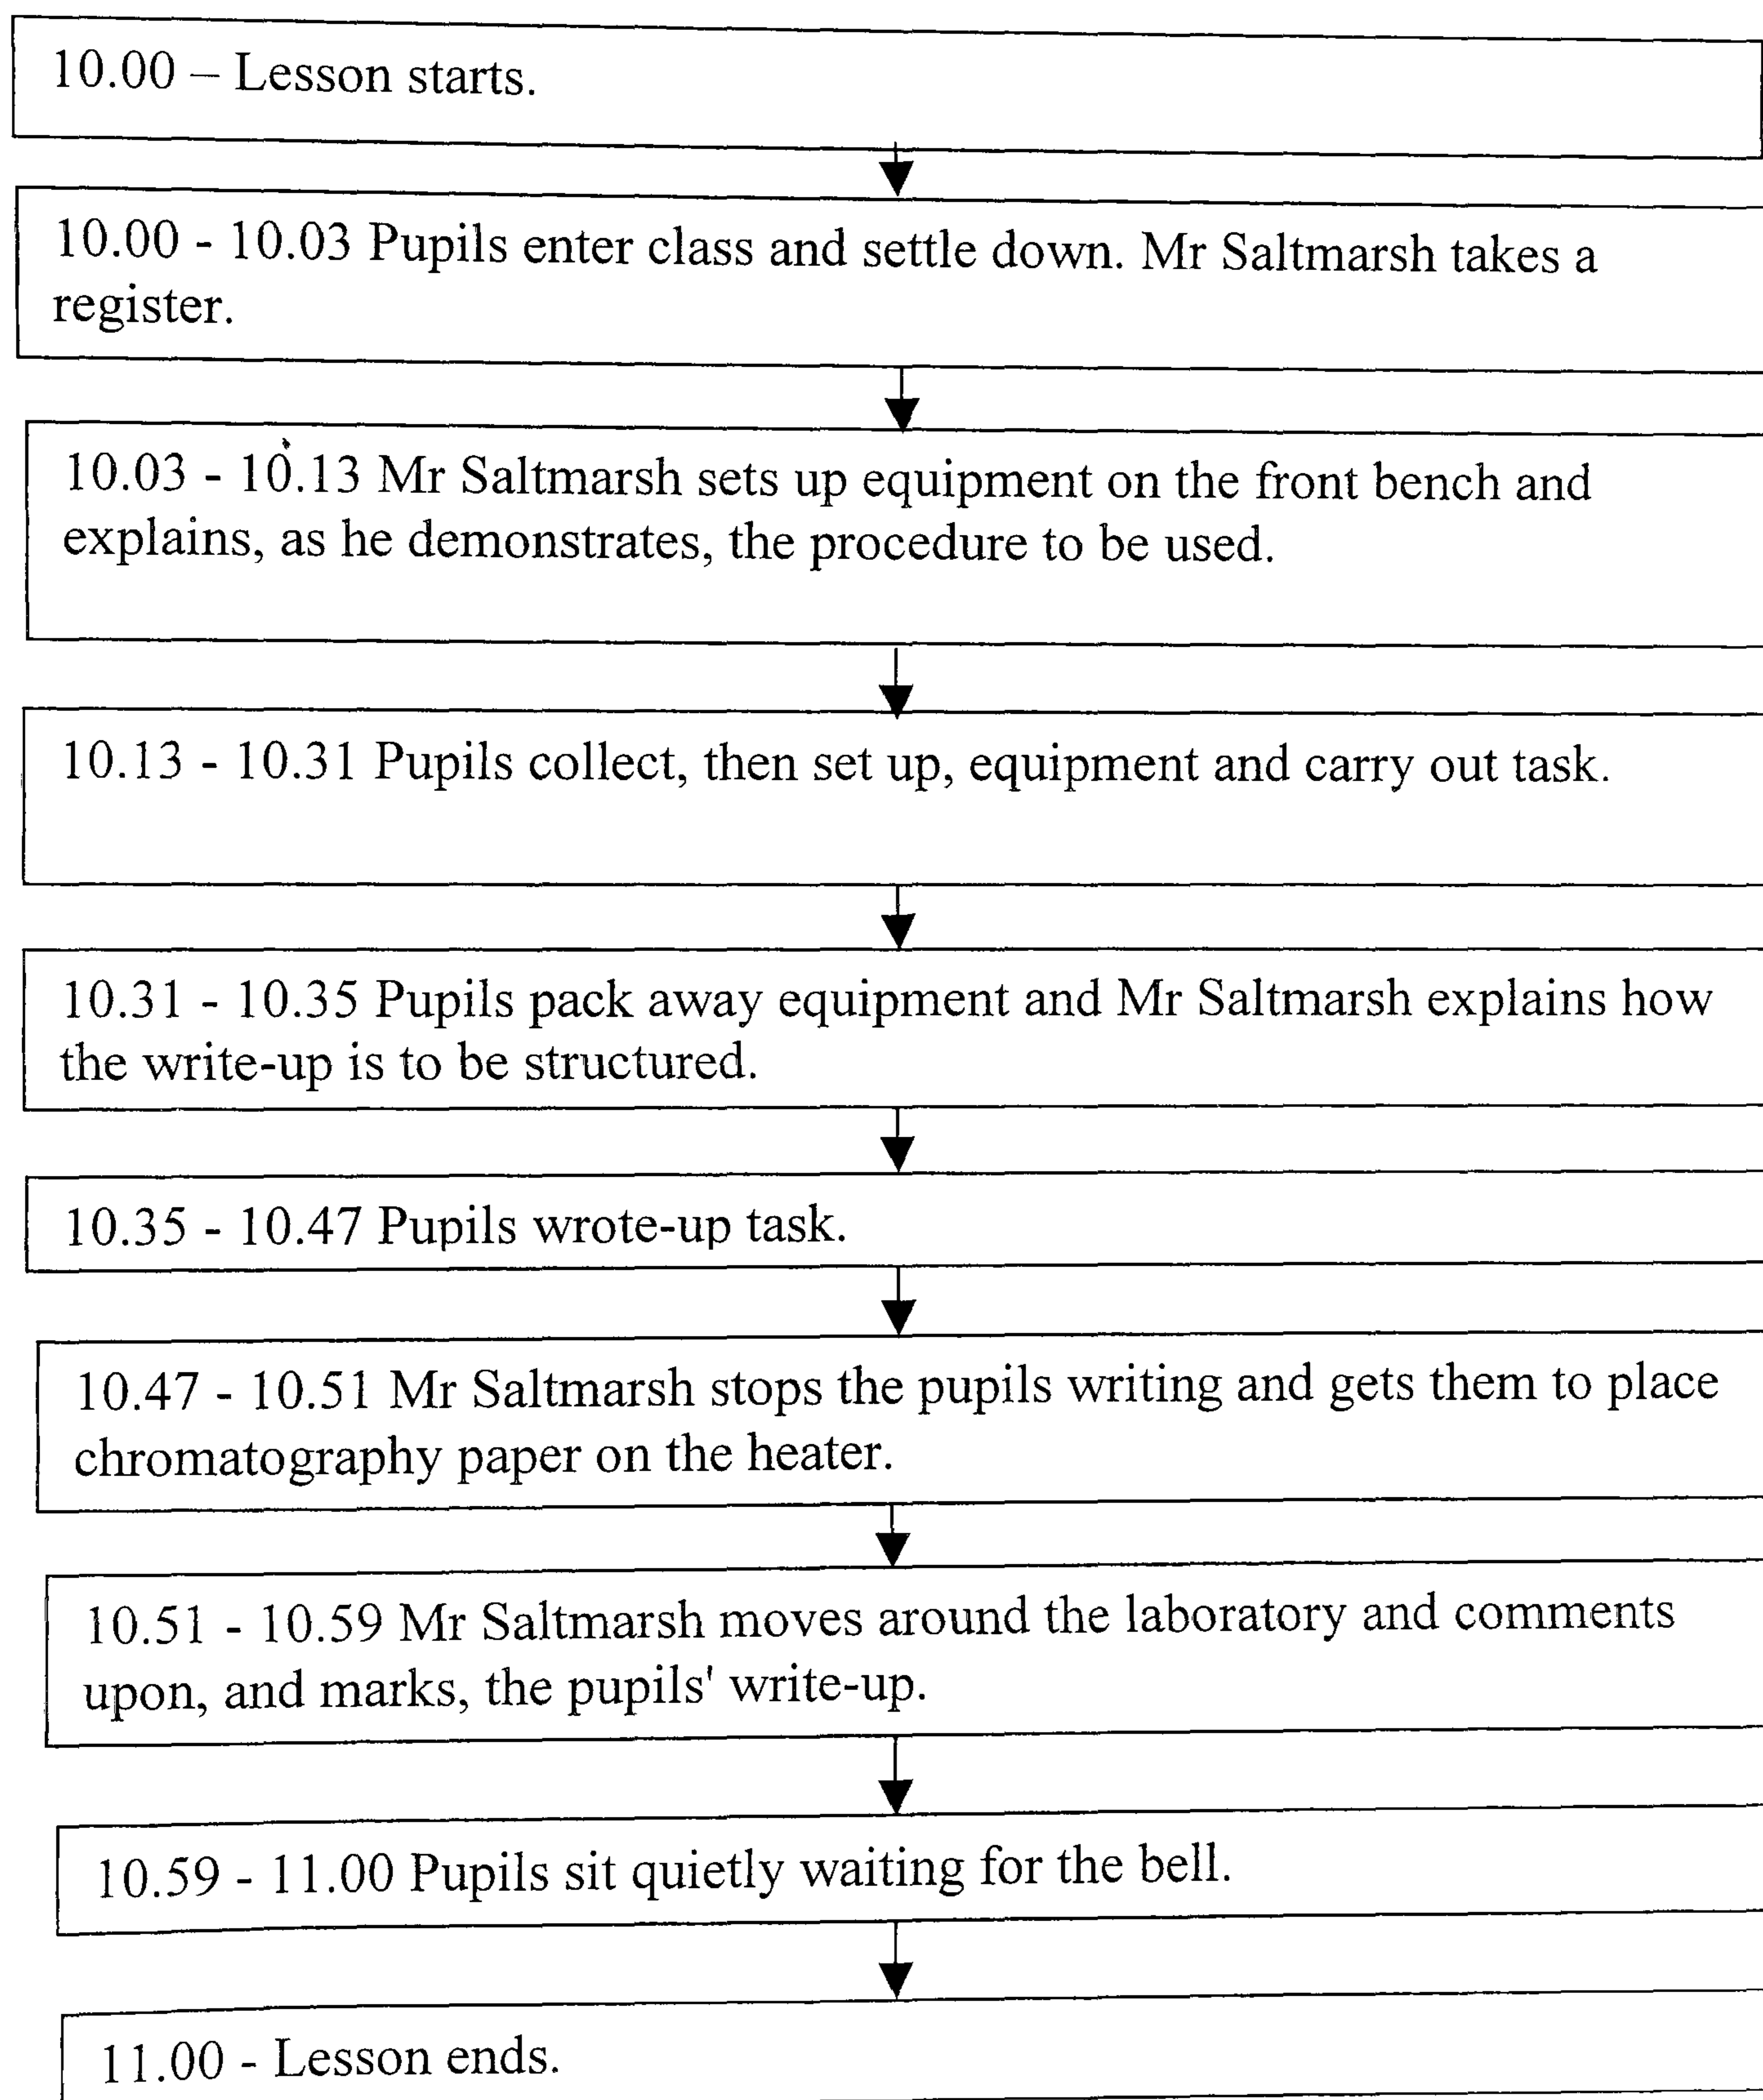 10.00 – Lesson starts.
10.00 - 10.03 Pupils enter class and settle down. Mr Saltmarsh takes a
register.
10.03 - 10.13 Mr Saltmarsh sets up equipment on the front bench and
explains, as he demonstrates, the procedure to be used.
10.13 - 10.31 Pupils collect, then set up, equipment and carry out task.
10.31 - 10.35 Pupils pack away equipment and Mr Saltmarsh explains how
the write-up is to be structured.
10.35 - 10.47 Pupils wrote-up task.
10.47 - 10.51 Mr Saltmarsh stops the pupils writing and gets them to place
chromatography paper on the heater.
10.51 - 10.59 Mr Saltmarsh moves around the laboratory and comments
upon, and marks, the pupils' write-up.
10.59 - 11.00 Pupils sit quietly waiting for the bell.
11.00 - Lesson ends.